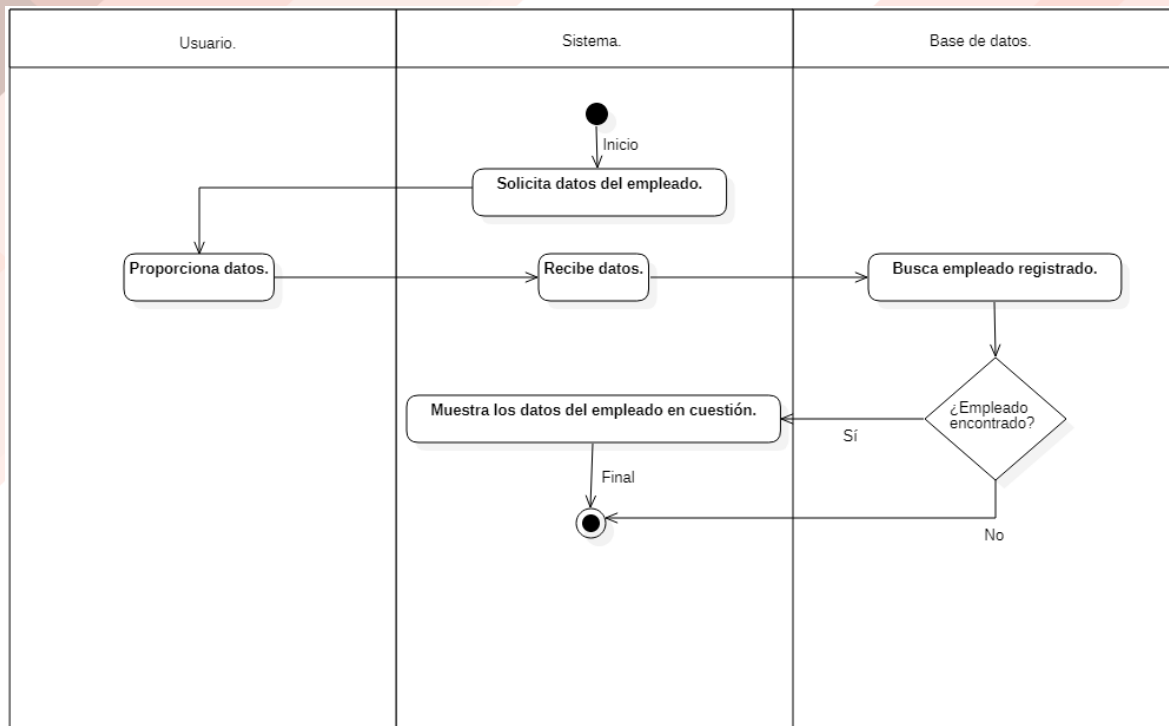 Usuario.
Sistema.
Base de datos.
Inicio
Solicita datos del empleado.
Proporciona datos.
Recibe datos.
Busca empleado registrado.
¿Empleado
encontrado?
Muestra los datos del empleado en cuestión.
Sí
Final
No